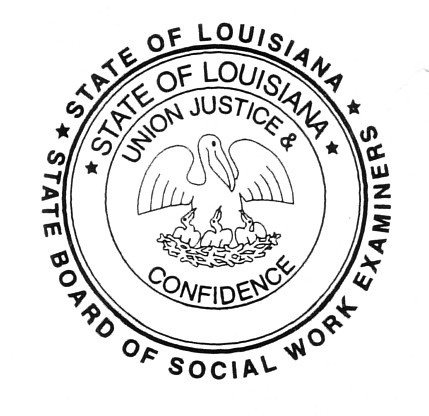 STATE OF LOUISIANA
STATE BOARD OF SOCIAL WORK EXAMINERS
STATE OF LOUISIANA
UNION JUSTICE &
CONFIDENCE